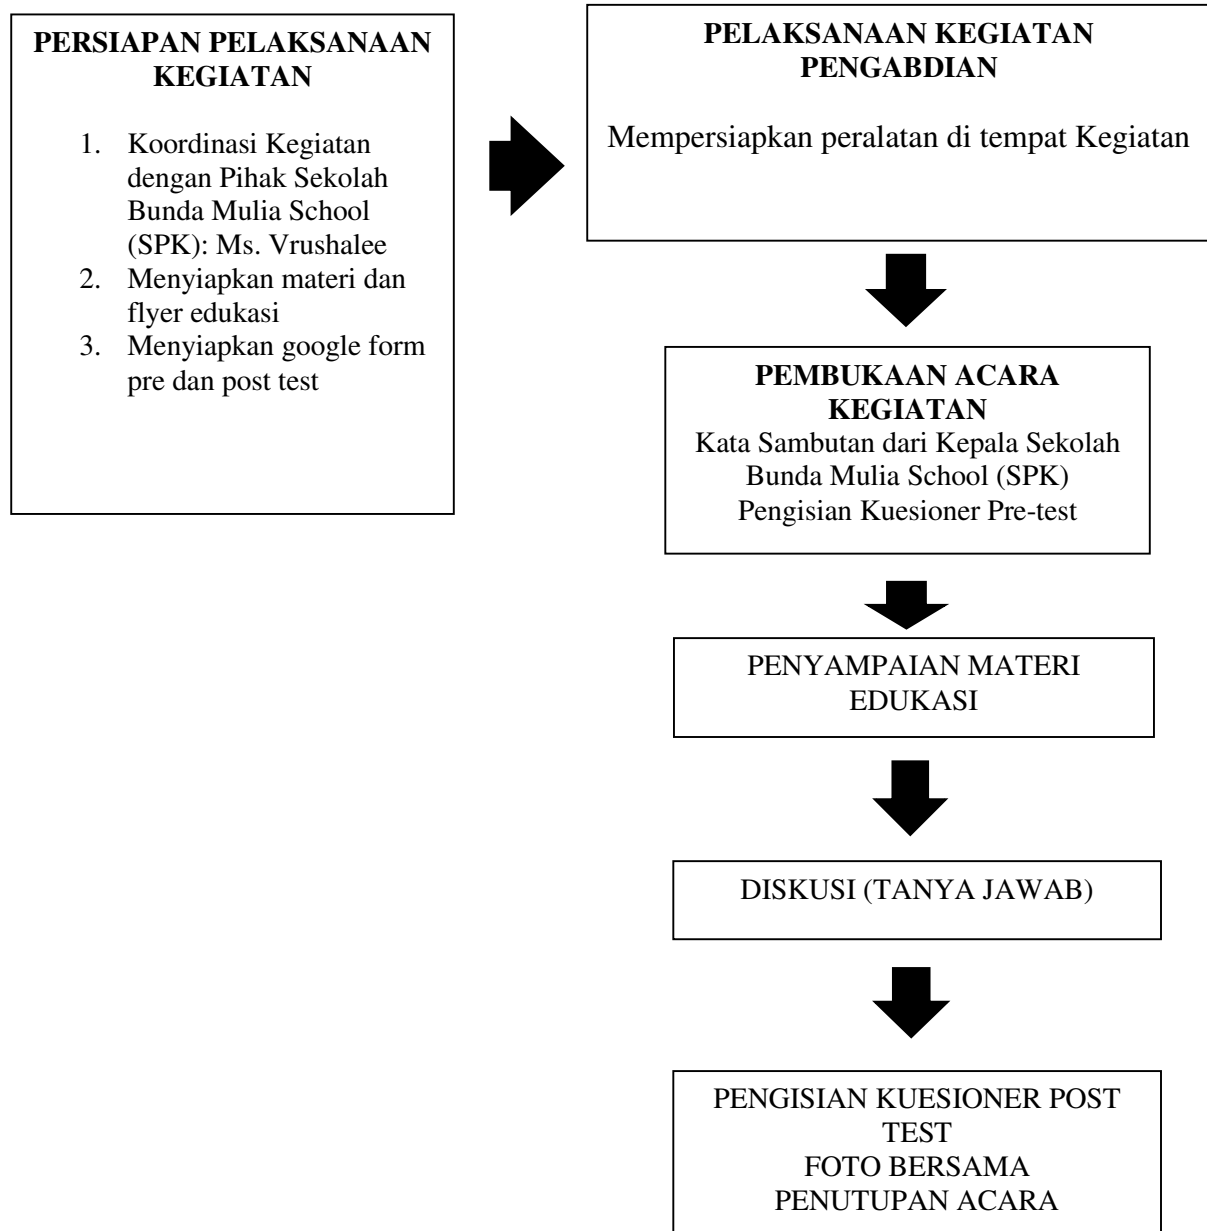 PERSIAPAN PELAKSANAAN
KEGIATAN
1. Koordinasi Kegiatan
dengan Pihak Sekolah
Bunda Mulia School
(SPK): Ms. Vrushalee
2. Menyiapkan materi dan
flyer edukasi
3. Menyiapkan google form
pre dan post test
PELAKSANAAN KEGIATAN
PENGABDIAN
Mempersiapkan peralatan di tempat Kegiatan
PEMBUKAAN ACARA
KEGIATAN
Kata Sambutan dari Kepala Sekolah
Bunda Mulia School (SPK)
Pengisian Kuesioner Pre-test
PENYAMPAIAN MATERI
EDUKASI
DISKUSI (TANYA JAWAB)
PENGISIAN KUESIONER POST
TEST
FOTO BERSAMA
PENUTUPAN ACARA